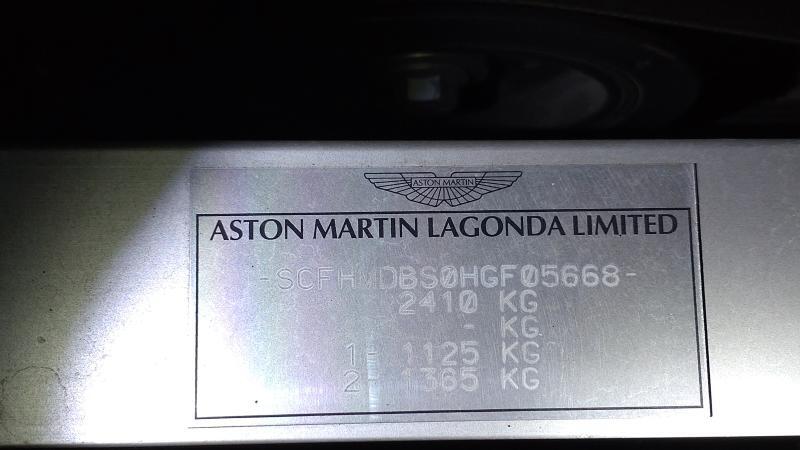 ASTON MARTIN
ASTON MARTIN LAGONDA LIMITED
-SCFHMDBS0HGF05668-
2410 KG
- KG
1- 1125 KG
2- 1365 KG